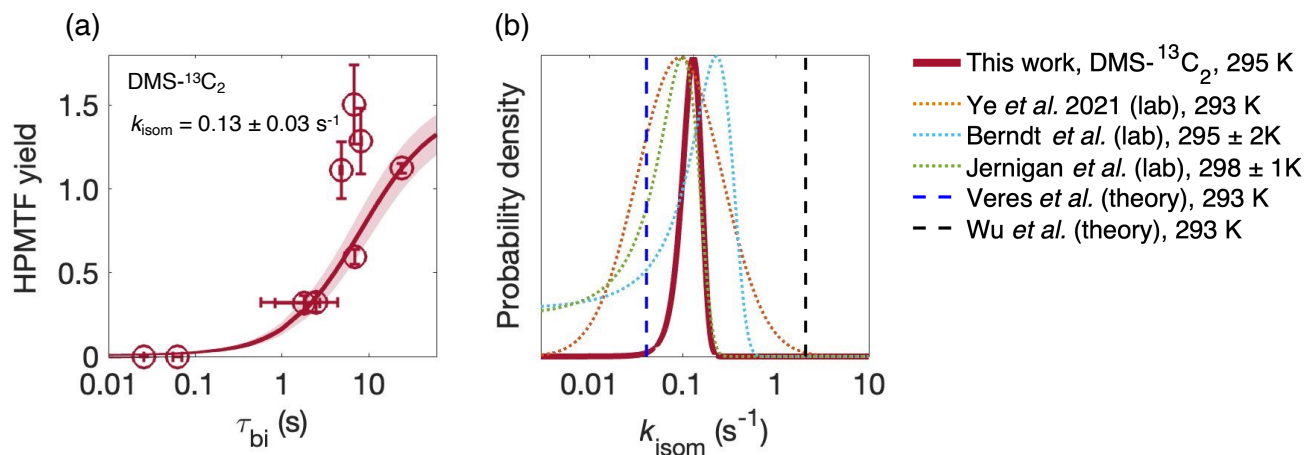 (a)
DMS-¹³C₂
k_isom = 0.13 ± 0.03 s⁻¹
HPMTF yield
1.5
1.0
0.5
0
0.01 0.1 1 10
τ_bi (s)
(b)
Probability density
0.01 0.1 1 10
k_isom (s⁻¹)
This work, DMS-¹³C₂, 295 K
Ye et al. 2021 (lab), 293 K
Berndt et al. (lab), 295 ± 2K
Jernigan et al. (lab), 298 ± 1K
Veres et al. (theory), 293 K
Wu et al. (theory), 293 K